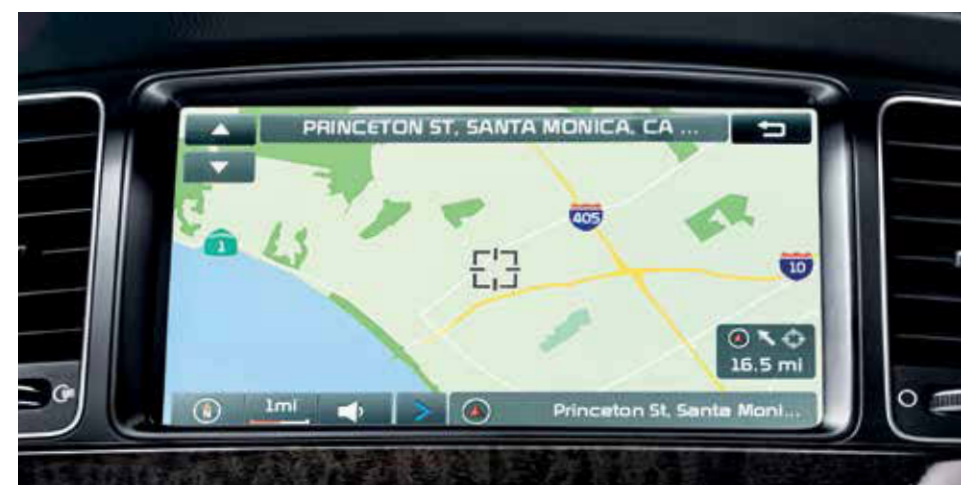 PRINCETON ST, SANTA MONICA, CA ...
405
1
10
16.5 mi
1mi
Princeton St, Santa Moni...